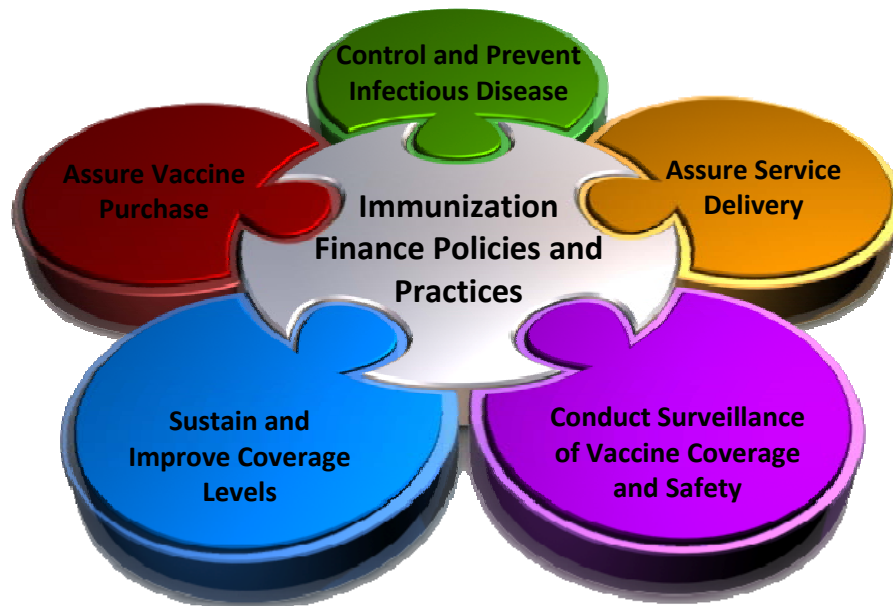 Control and Prevent
Infectious Disease
Assure Vaccine
Purchase
Assure Service
Delivery
Immunization
Finance Policies and
Practices
Sustain and
Improve Coverage
Levels
Conduct Surveillance
of Vaccine Coverage
and Safety